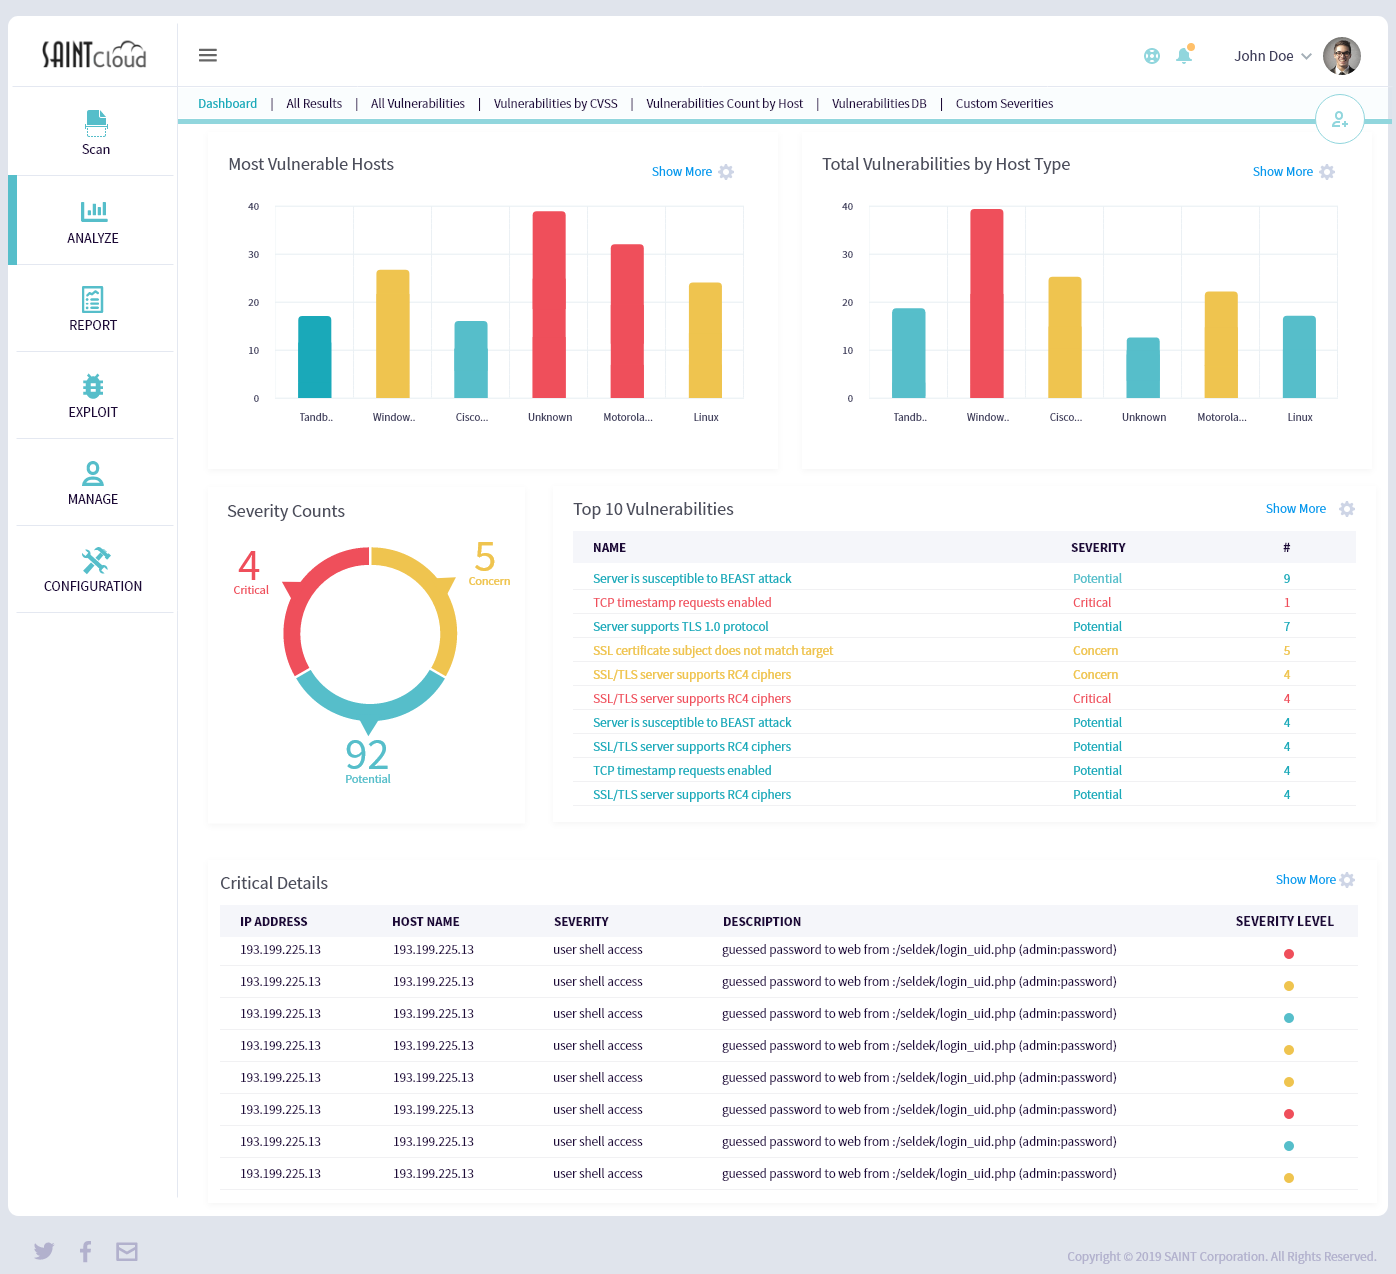 SAINTcloud
John Doe
Dashboard | All Results | All Vulnerabilities | Vulnerabilities by CVSS | Vulnerabilities Count by Host | Vulnerabilities DB | Custom Severities
Scan
ANALYZE
REPORT
EXPLOIT
MANAGE
CONFIGURATION
Most Vulnerable Hosts
Show More
40
30
20
10
0
Tandb.. Window.. Cisco... Unknown Motorola... Linux
Total Vulnerabilities by Host Type
Show More
40
30
20
10
0
Tandb.. Window.. Cisco... Unknown Motorola... Linux
Severity Counts
4
Critical
5
Concern
92
Potential
Top 10 Vulnerabilities
Show More
NAME SEVERITY #
Server is susceptible to BEAST attack Potential 9
TCP timestamp requests enabled Critical 1
Server supports TLS 1.0 protocol Potential 7
SSL certificate subject does not match target Concern 5
SSL/TLS server supports RC4 ciphers Concern 4
SSL/TLS server supports RC4 ciphers Critical 4
Server is susceptible to BEAST attack Potential 4
SSL/TLS server supports RC4 ciphers Potential 4
TCP timestamp requests enabled Potential 4
SSL/TLS server supports RC4 ciphers Potential 4
Critical Details
Show More
IP ADDRESS HOST NAME SEVERITY DESCRIPTION SEVERITY LEVEL
193.199.225.13 193.199.225.13 user shell access guessed password to web from :/seldek/login_uid.php (admin:password)
193.199.225.13 193.199.225.13 user shell access guessed password to web from :/seldek/login_uid.php (admin:password)
193.199.225.13 193.199.225.13 user shell access guessed password to web from :/seldek/login_uid.php (admin:password)
193.199.225.13 193.199.225.13 user shell access guessed password to web from :/seldek/login_uid.php (admin:password)
193.199.225.13 193.199.225.13 user shell access guessed password to web from :/seldek/login_uid.php (admin:password)
193.199.225.13 193.199.225.13 user shell access guessed password to web from :/seldek/login_uid.php (admin:password)
193.199.225.13 193.199.225.13 user shell access guessed password to web from :/seldek/login_uid.php (admin:password)
193.199.225.13 193.199.225.13 user shell access guessed password to web from :/seldek/login_uid.php (admin:password)
Copyright © 2019 SAINT Corporation. All Rights Reserved.